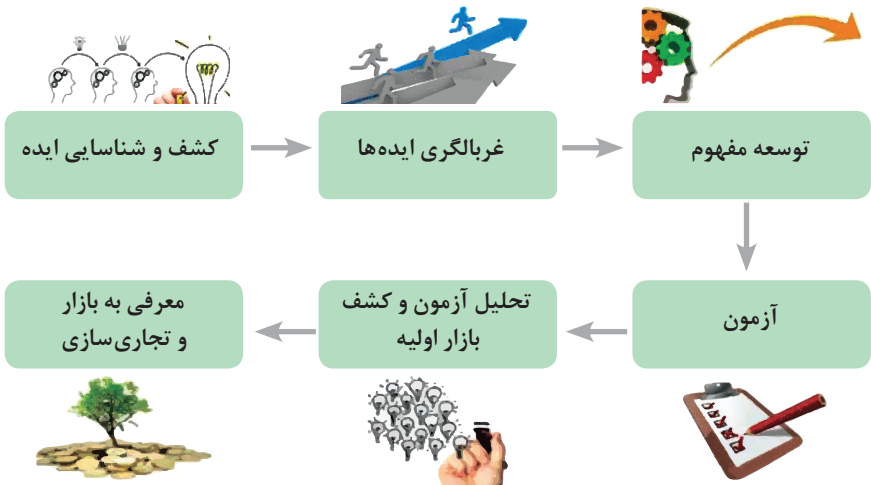 کشف و شناسایی ایده
غربالگری ایده‌ها
توسعه مفهوم
آزمون
تحلیل آزمون و کشف
بازار اولیه
معرفی به بازار
و تجاری‌سازی